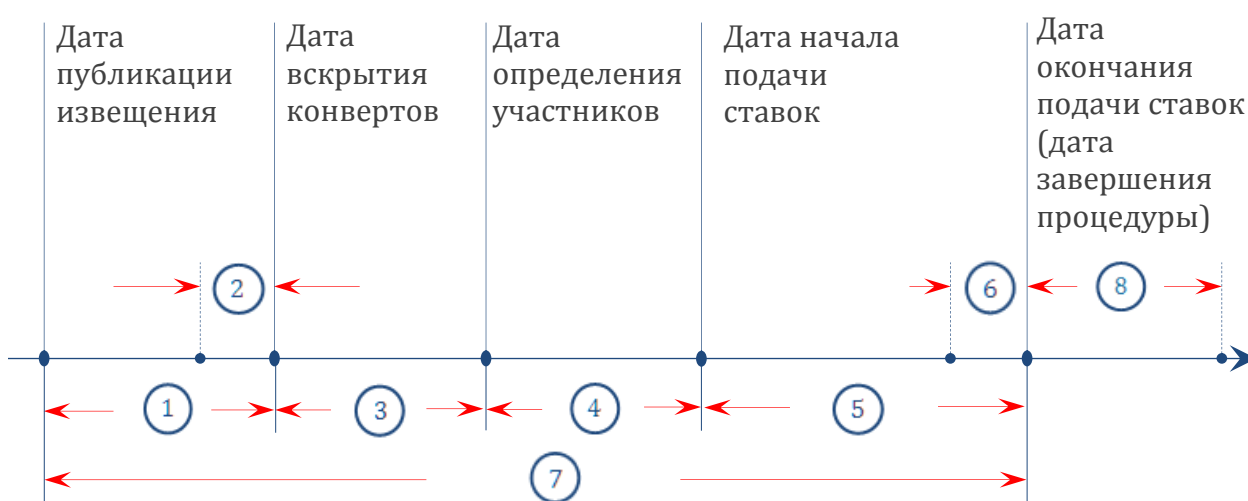 Дата
публикации
извещения
Дата
вскрытия
конвертов
Дата
определения
участников
Дата начала
подачи
ставок
Дата
окончания
подачи ставок
(дата
завершения
процедуры)
2
6
8
1
3
4
5
7